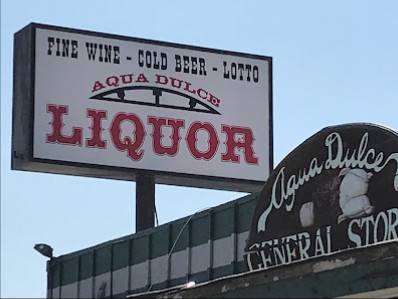 FINE WINE - COLD BEER - LOTTO
AQUA DULCE
LIQUOR
Agua Dulce
GENERAL STOR